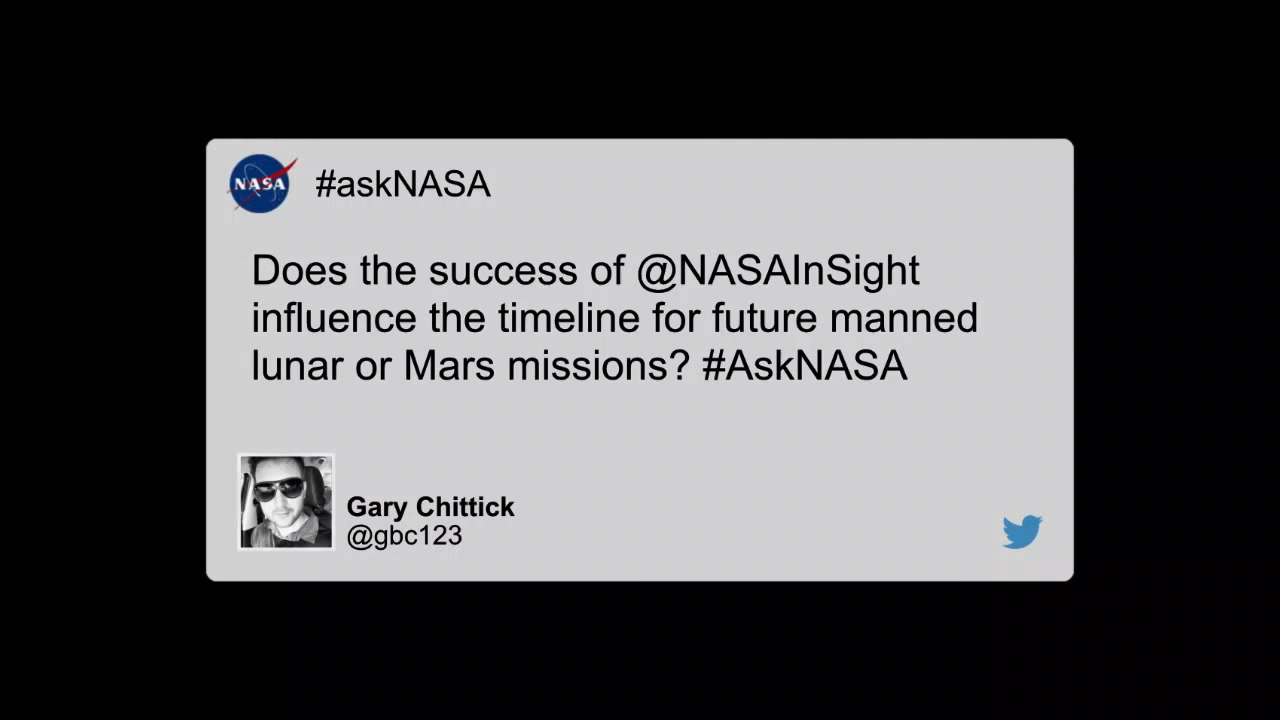 NASA
#askNASA
Does the success of @NASAInSight
influence the timeline for future manned
lunar or Mars missions? #AskNASA
Gary Chittick
@gbc123